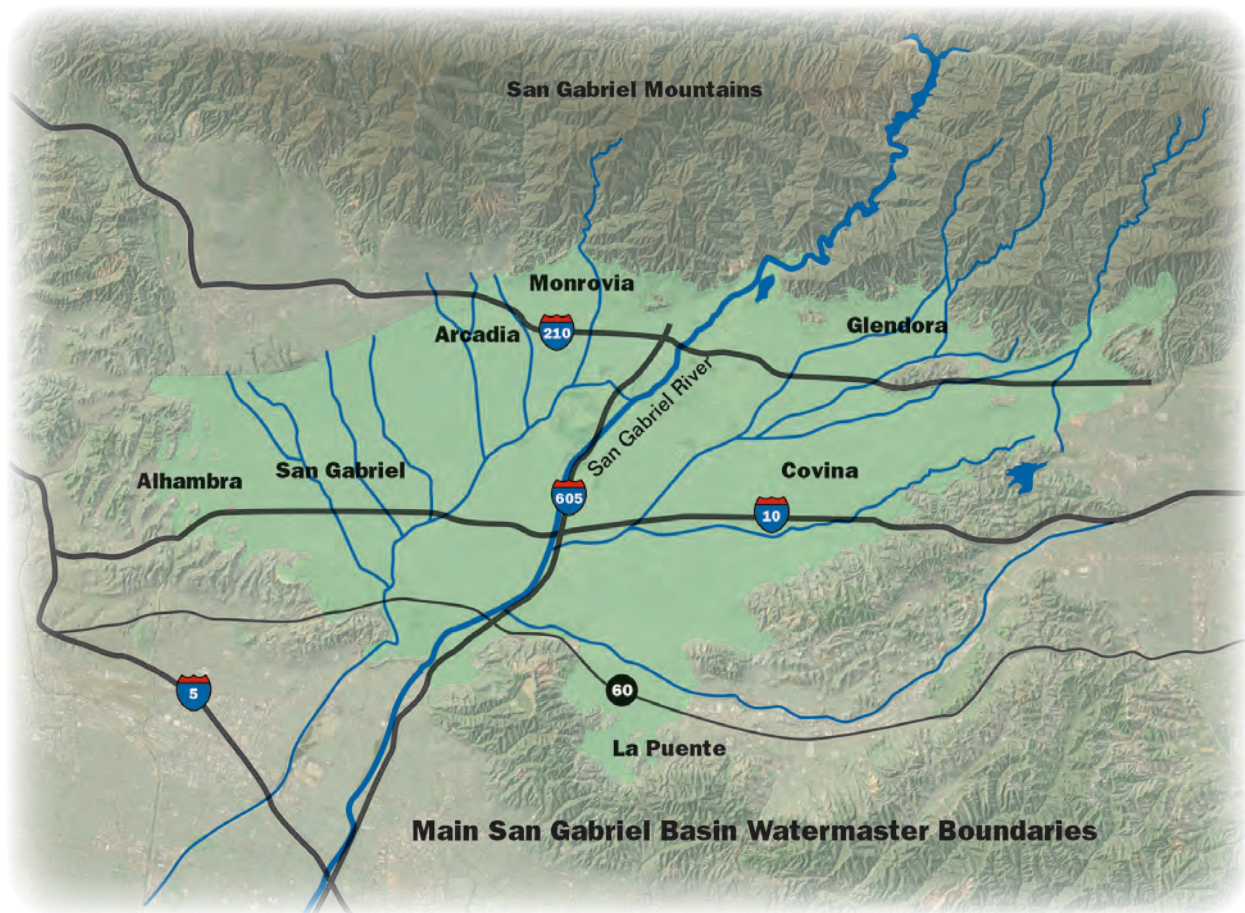 San Gabriel Mountains
Monrovia
Arcadia
210
Glendora
San Gabriel River
Alhambra
San Gabriel
Covina
605
10
5
60
La Puente
Main San Gabriel Basin Watermaster Boundaries